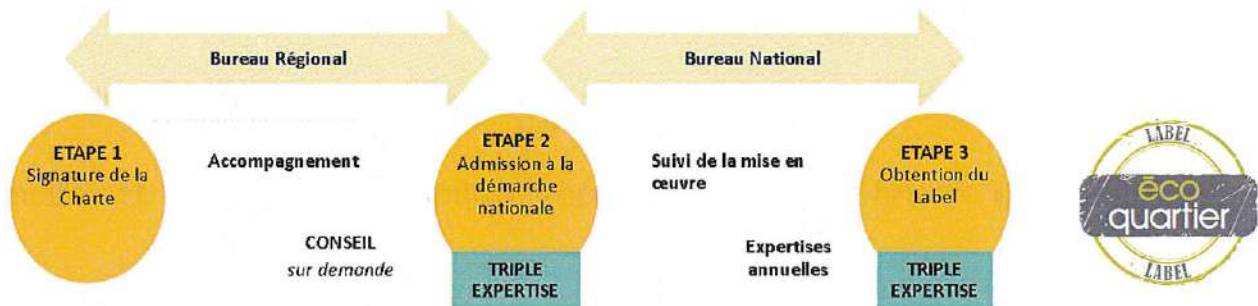 Bureau Régional
Bureau National
ETAPE 1
Signature de la
Charte
Accompagnement
CONSEIL
sur demande
ETAPE 2
Admission à la
démarche
nationale
TRIPLE
EXPERTISE
Suivi de la mise en
œuvre
Expertises
annuelles
ETAPE 3
Obtention du
Label
TRIPLE
EXPERTISE
LABEL
éco
quartier
LABEL